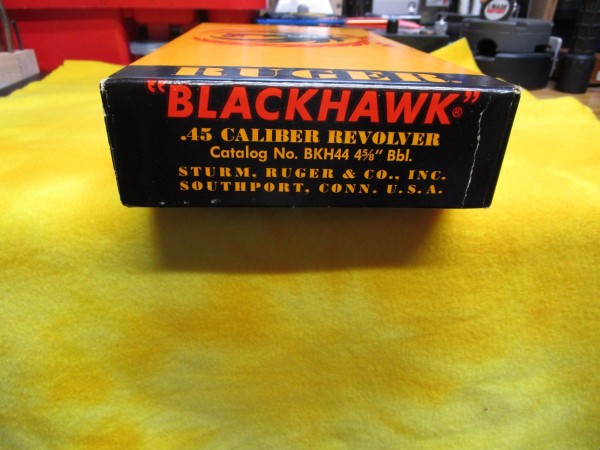 RUGER
"BLACKHAWK"®
.45 CALIBER REVOLVER
Catalog No. BKH44 4⅝" Bbl.
STURM, RUGER & CO., INC.
SOUTHPORT, CONN. U.S.A.